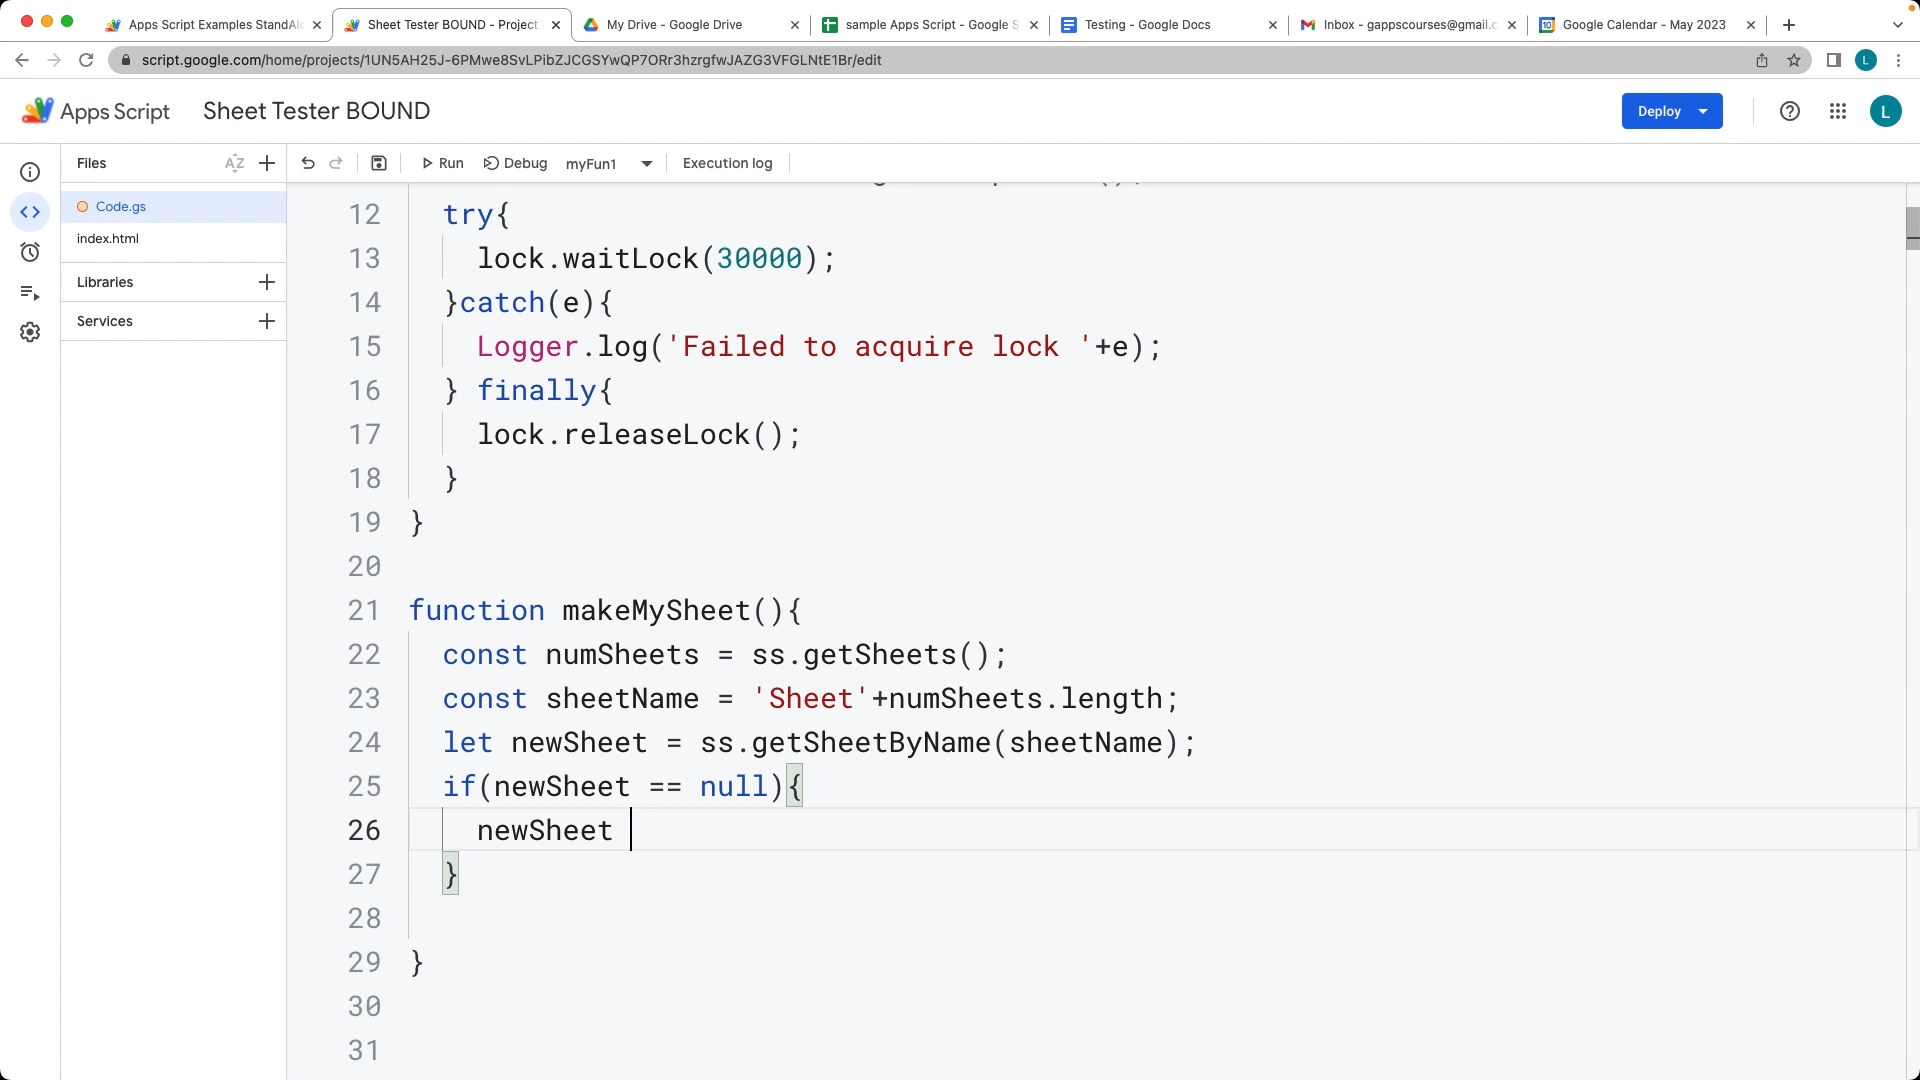 Apps Script Examples StandAl
Sheet Tester BOUND - Project
My Drive - Google Drive
sample Apps Script - Google S
Testing - Google Docs
Inbox - gappscourses@gmail.c
10
Google Calendar - May 2023
script.google.com/home/projects/1UN5AH25J-6PMwe8SvLPibZJCGSYwQP7ORr3hzrgfwJAZG3VFGLNtE1Br/edit
L
Apps Script
Sheet Tester BOUND
Deploy
L
Files
AZ
Run
Debug
myFun1
Execution log
Code.gs
index.html
Libraries
Services
12 try{
13 lock.waitLock(30000);
14 }catch(e){
15 Logger.log('Failed to acquire lock '+e);
16 } finally{
17 lock.releaseLock();
18 }
19 }
20
21 function makeMySheet(){
22 const numSheets = ss.getSheets();
23 const sheetName = 'Sheet'+numSheets.length;
24 let newSheet = ss.getSheetByName(sheetName);
25 if(newSheet == null){
26 newSheet
27 }
28
29 }
30
31